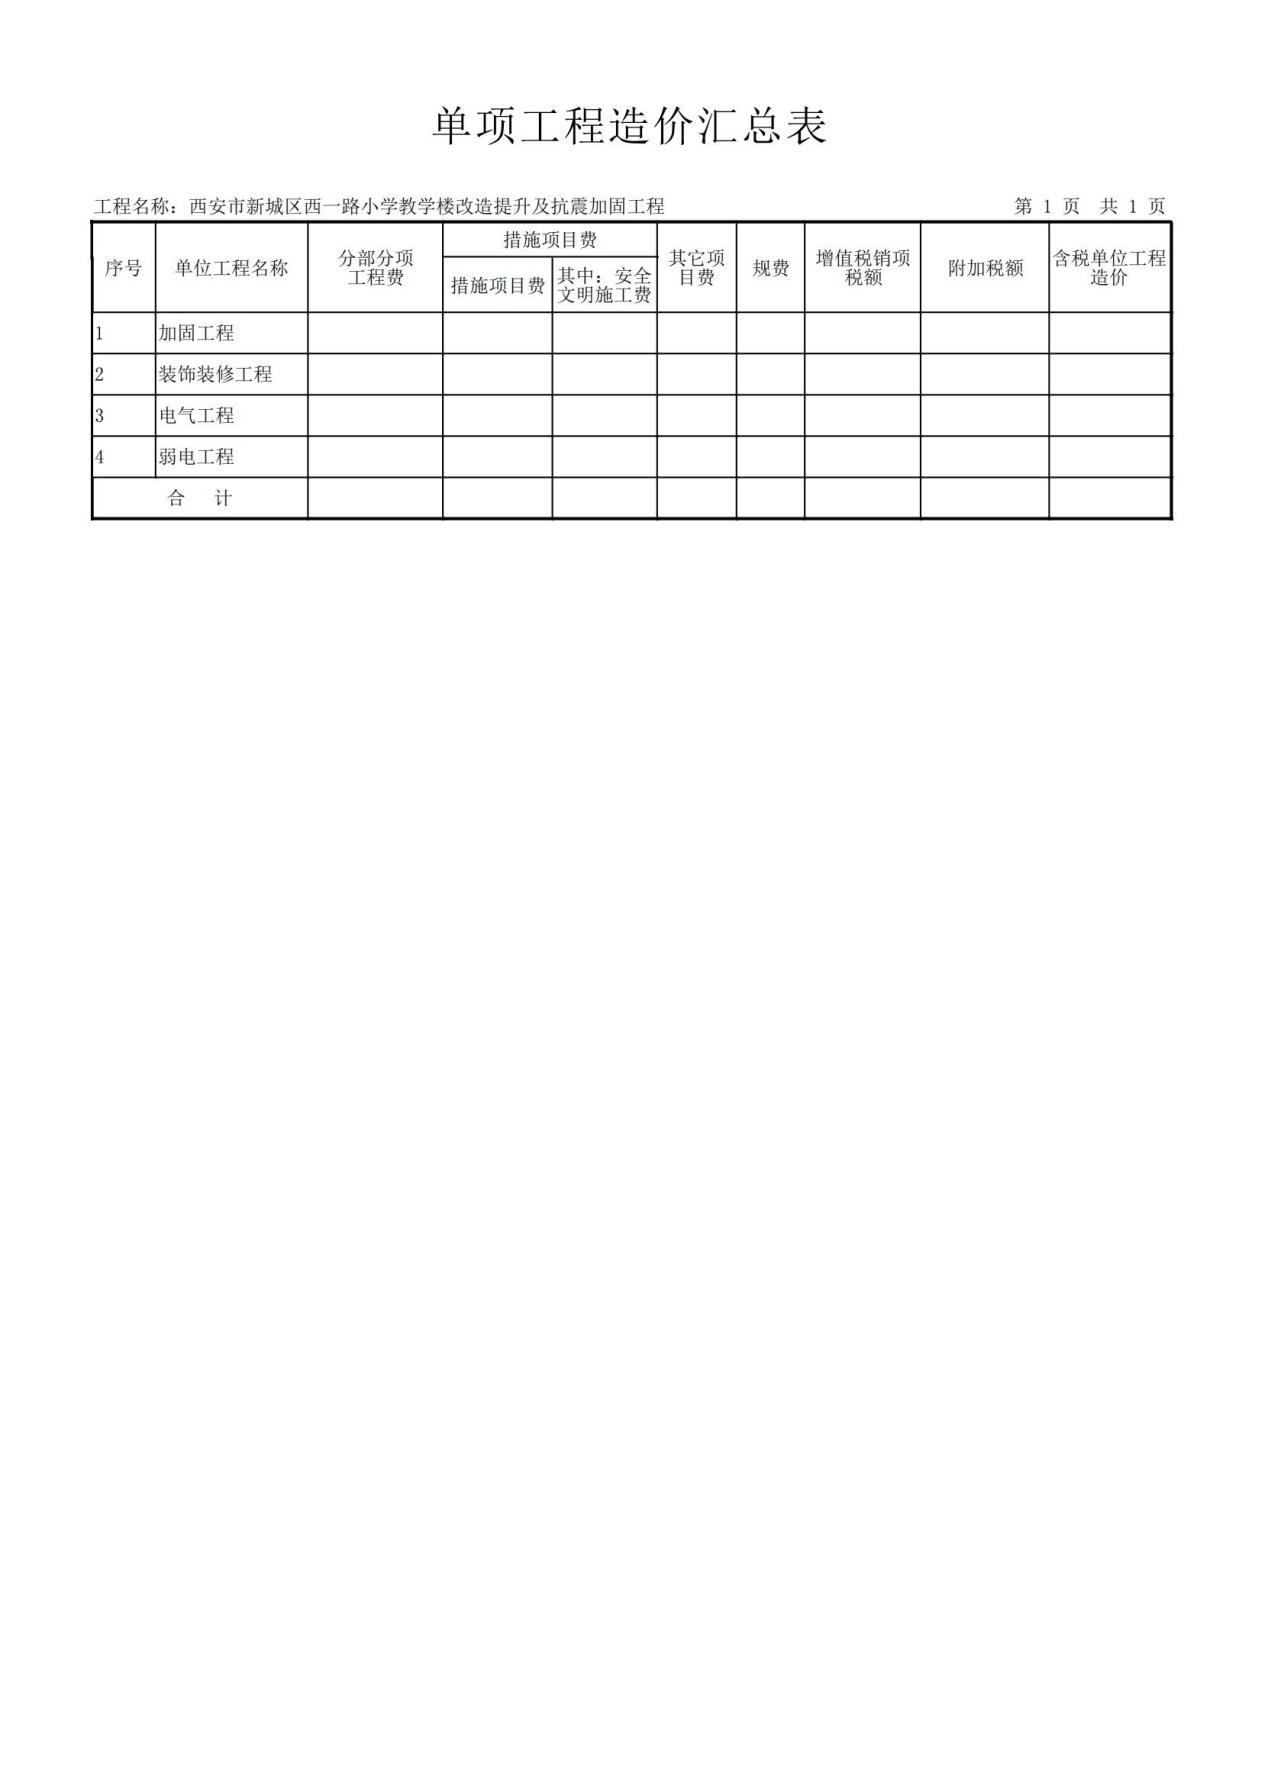 单项工程造价汇总表
工程名称：西安市新城区西一路小学教学楼改造提升及抗震加固工程 第 1 页 共 1 页
序号 单位工程名称 分部分项工程费 措施项目费 其它项目费 规费 增值税销项税额 附加税额 含税单位工程造价
措施项目费 其中：安全文明施工费
1 加固工程
2 装饰装修工程
3 电气工程
4 弱电工程
合 计